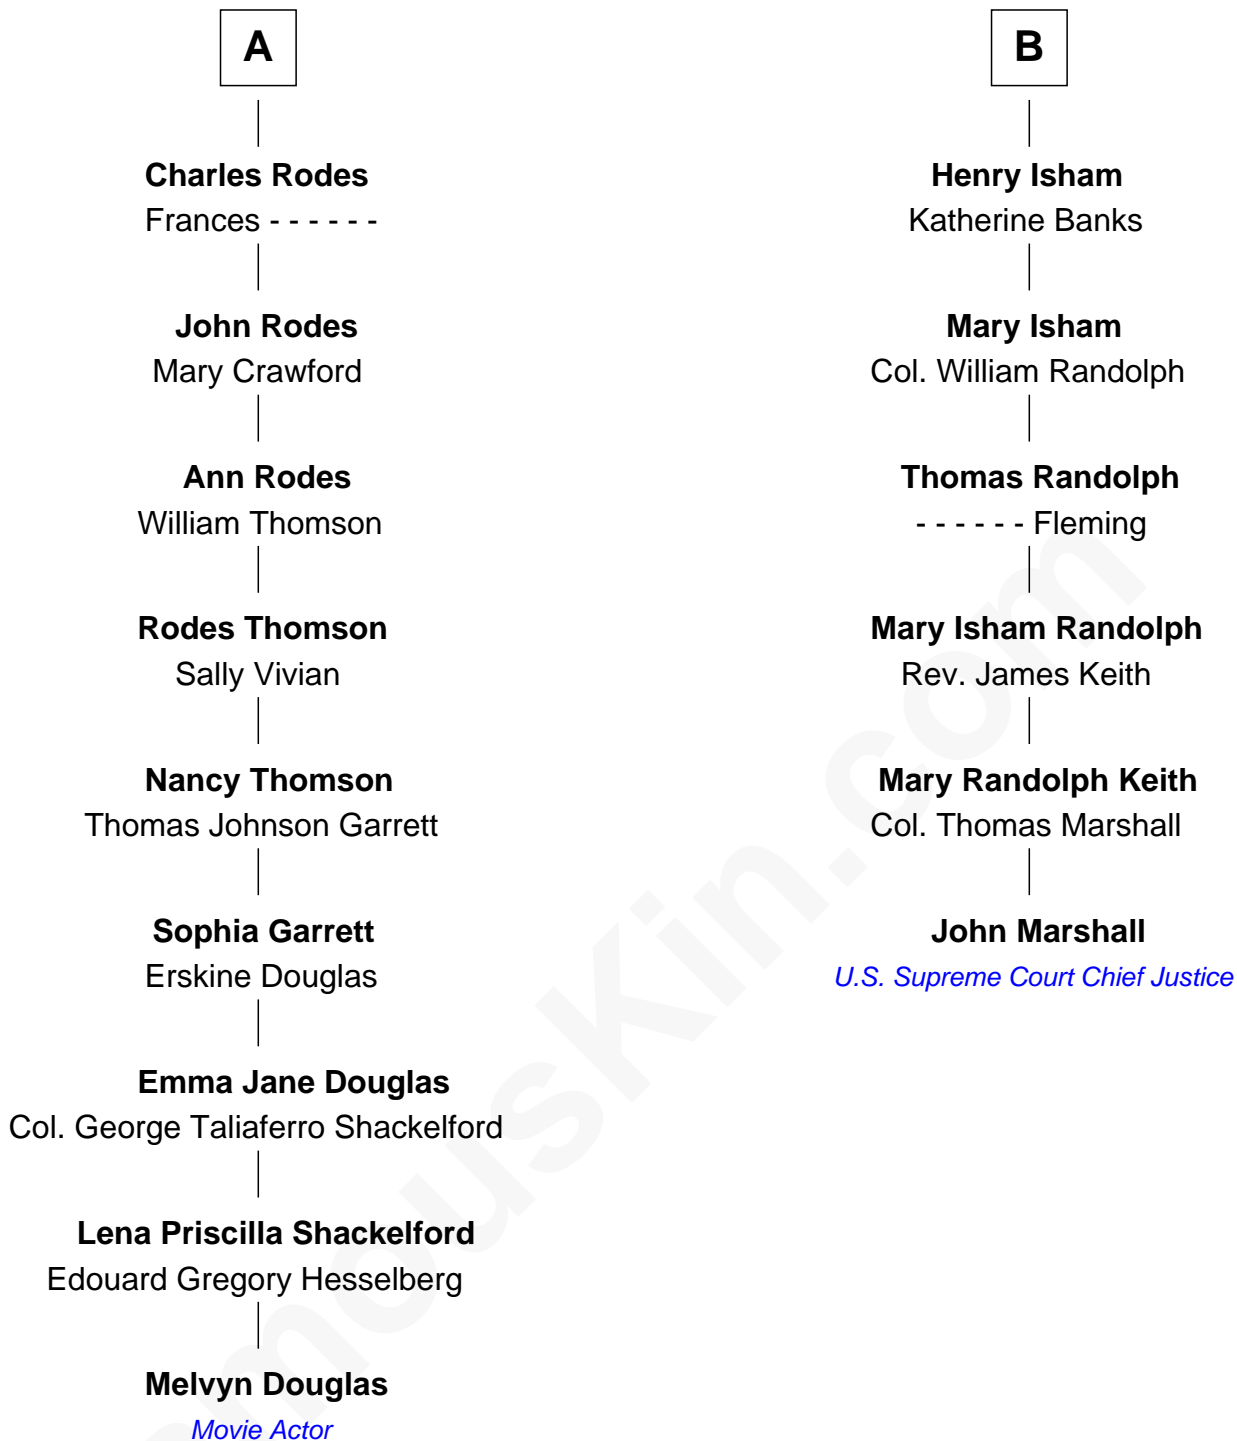 A
Charles Rodes
Frances - - - - - -
John Rodes
Mary Crawford
Ann Rodes
William Thomson
Rodes Thomson
Sally Vivian
Nancy Thomson
Thomas Johnson Garrett
Sophia Garrett
Erskine Douglas
Emma Jane Douglas
Col. George Taliaferro Shackelford
Lena Priscilla Shackelford
Edouard Gregory Hesselberg
Melvyn Douglas
Movie Actor
B
Henry Isham
Katherine Banks
Mary Isham
Col. William Randolph
Thomas Randolph
- - - - - - Fleming
Mary Isham Randolph
Rev. James Keith
Mary Randolph Keith
Col. Thomas Marshall
John Marshall
U.S. Supreme Court Chief Justice
mousKin.com